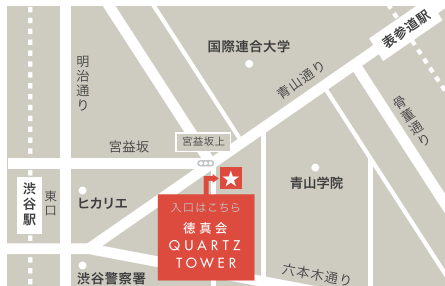 表参道駅
国際連合大学
明治通り
青山通り
骨董通り
宮益坂上
宮益坂
渋谷駅
東口
ヒカリエ
青山学院
入口はこちら
徳真会
QUARTZ
TOWER
渋谷警察署
六本木通り